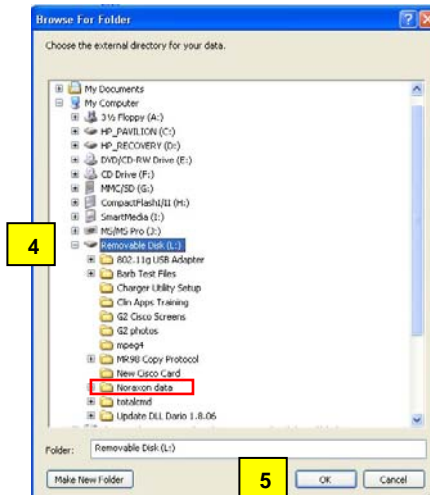 Browse For Folder
Choose the external directory for your data.
My Documents
My Computer
3½ Floppy (A:)
HP_PAVILION (C:)
HP_RECOVERY (D:)
DVD/CD-RW Drive (E:)
CD Drive (F:)
MMC/SD (G:)
CompactFlashI/II (H:)
SmartMedia (I:)
MS/MS Pro (J:)
4
Removable Disk (L:)
802.11g USB Adapter
Barb Test Files
Charger Utility Setup
Clin Apps Training
G2 Cisco Screens
G2 photos
mpeg4
MR98 Copy Protocol
New Cisco Card
Noraxon data
totalcmd
Update DLL Dario 1.8.06
Folder: Removable Disk (L:)
Make New Folder 5 OK Cancel